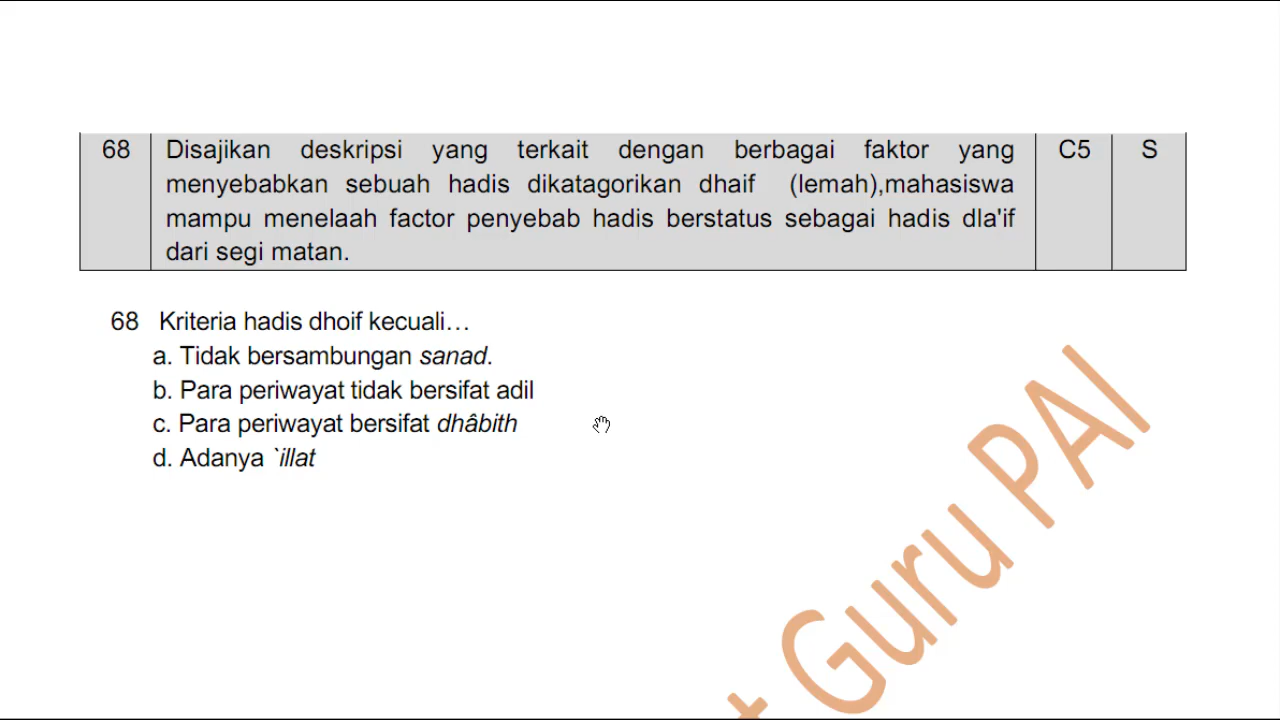 68 Disajikan deskripsi yang terkait dengan berbagai faktor yang C5 S
menyebabkan sebuah hadis dikatagorikan dhaif (lemah),mahasiswa
mampu menelaah factor penyebab hadis berstatus sebagai hadis dla'if
dari segi matan.
68 Kriteria hadis dhoif kecuali…
a. Tidak bersambungan sanad.
b. Para periwayat tidak bersifat adil
c. Para periwayat bersifat dhâbith
d. Adanya `illat
t Guru PAI